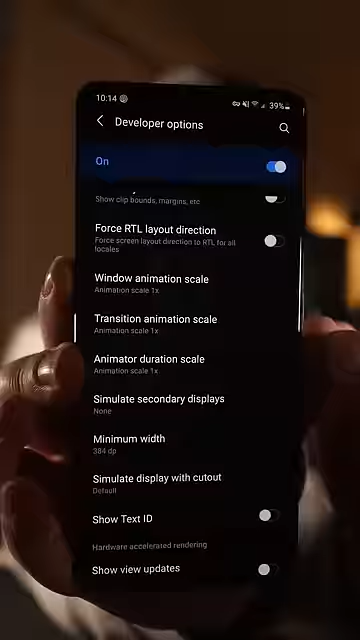 10:14
39%
Developer options
On
Show clip bounds, margins, etc
Force RTL layout direction
Force screen layout direction to RTL for all
locales
Window animation scale
Animation scale 1x
Transition animation scale
Animation scale 1x
Animator duration scale
Animation scale 1x
Simulate secondary displays
None
Minimum width
384 dp
Simulate display with cutout
Default
Show Text ID
Hardware accelerated rendering
Show view updates